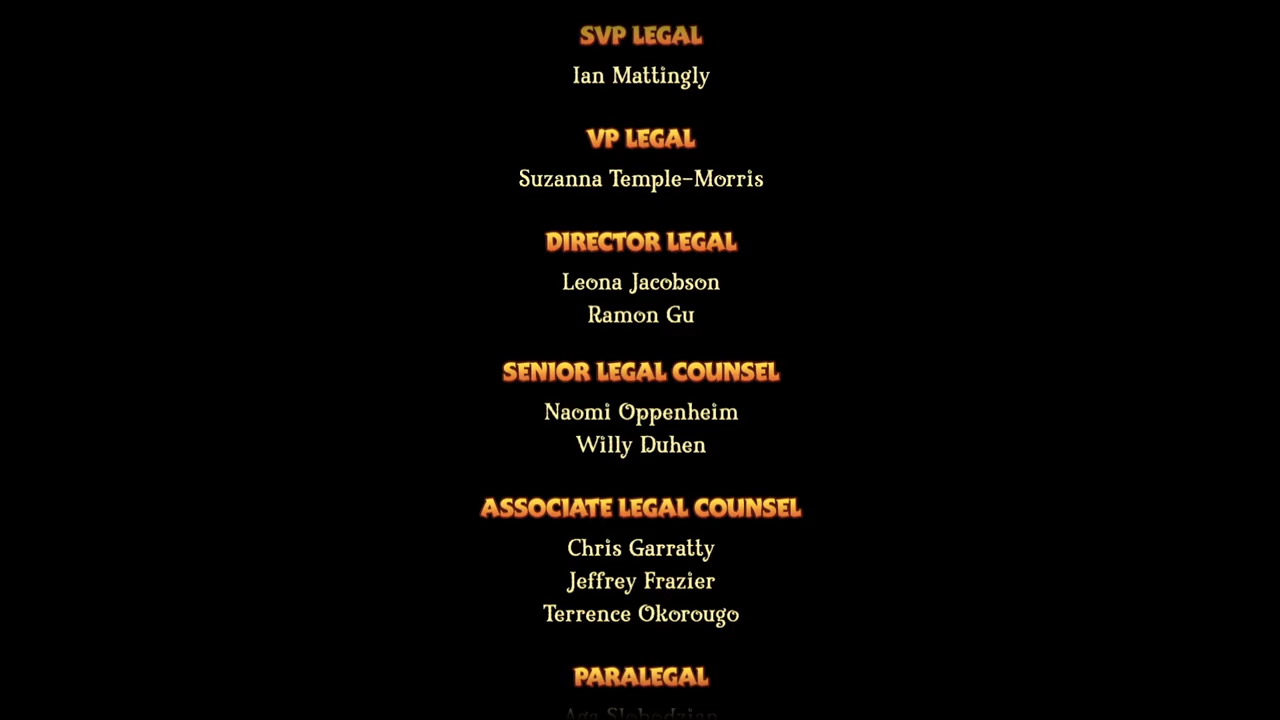 SVP LEGAL
Ian Mattingly
VP LEGAL
Suzanna Temple-Morris
DIRECTOR LEGAL
Leona Jacobson
Ramon Gu
SENIOR LEGAL COUNSEL
Naomi Oppenheim
Willy Duhen
ASSOCIATE LEGAL COUNSEL
Chris Garratty
Jeffrey Frazier
Terrence Okorougo
PARALEGAL